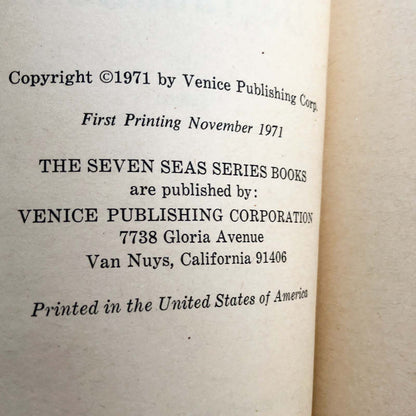 Copyright ©1971 by Venice Publishing Corp.
First Printing November 1971
THE SEVEN SEAS SERIES BOOKS
are published by:
VENICE PUBLISHING CORPORATION
7738 Gloria Avenue
Van Nuys, California 91406
Printed in the United States of America